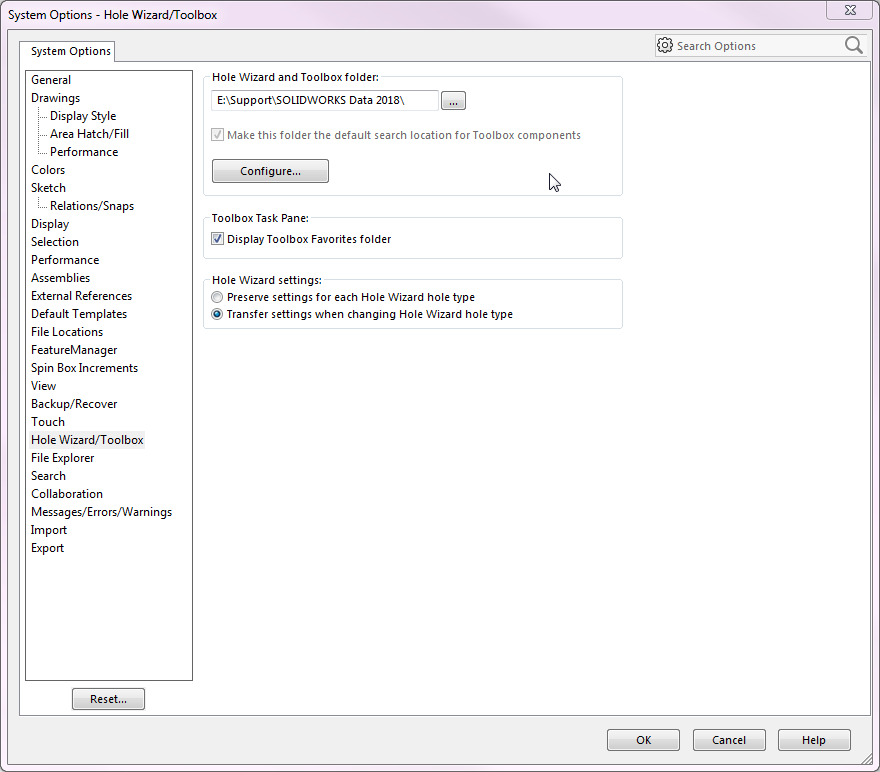 System Options - Hole Wizard/Toolbox
System Options
Search Options
General
Drawings
Display Style
Area Hatch/Fill
Performance
Colors
Sketch
Relations/Snaps
Display
Selection
Performance
Assemblies
External References
Default Templates
File Locations
FeatureManager
Spin Box Increments
View
Backup/Recover
Touch
Hole Wizard/Toolbox
File Explorer
Search
Collaboration
Messages/Errors/Warnings
Import
Export
Reset...
Hole Wizard and Toolbox folder:
E:\Support\SOLIDWORKS Data 2018\
...
Make this folder the default search location for Toolbox components
Configure...
Toolbox Task Pane:
Display Toolbox Favorites folder
Hole Wizard settings:
Preserve settings for each Hole Wizard hole type
Transfer settings when changing Hole Wizard hole type
OK
Cancel
Help